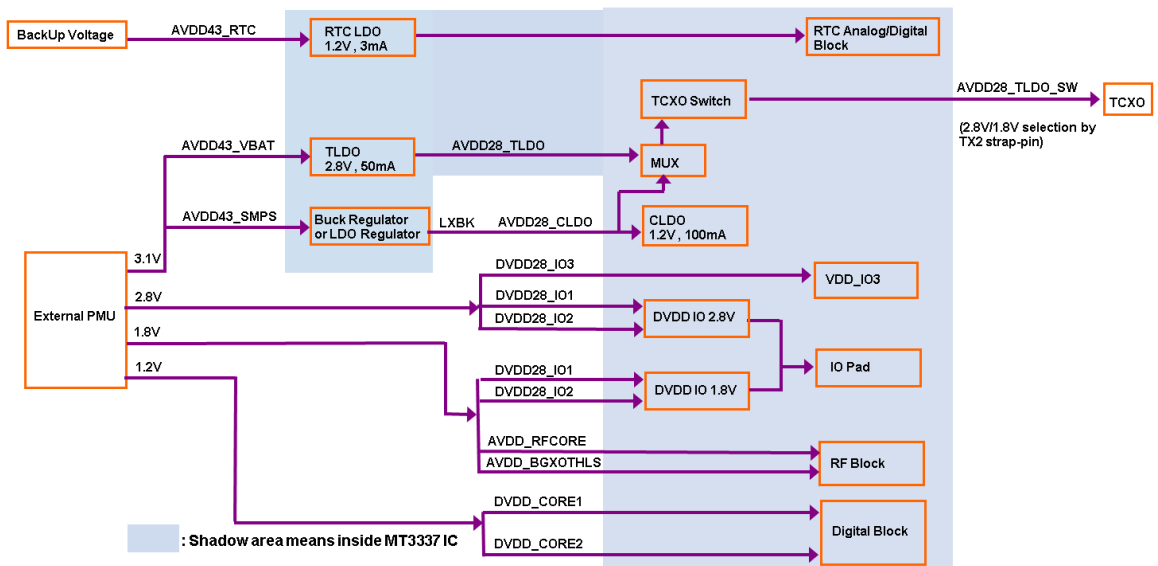 BackUp Voltage
AVDD43_RTC
RTC LDO
1.2V , 3mA
RTC Analog/Digital
Block
TCXO Switch
AVDD28_TLDO_SW
TCXO
(2.8V/1.8V selection by
TX2 strap-pin)
AVDD43_VBAT
TLDO
2.8V , 50mA
AVDD28_TLDO
MUX
AVDD43_SMPS
Buck Regulator
or LDO Regulator
LXBK
AVDD28_CLDO
CLDO
1.2V , 100mA
External PMU
3.1V
2.8V
1.8V
1.2V
DVDD28_IO3
VDD_IO3
DVDD28_IO1
DVDD28_IO2
DVDD IO 2.8V
IO Pad
DVDD28_IO1
DVDD28_IO2
DVDD IO 1.8V
AVDD_RFCORE
AVDD_BGXOTHLS
RF Block
DVDD_CORE1
DVDD_CORE2
Digital Block
: Shadow area means inside MT3337 IC